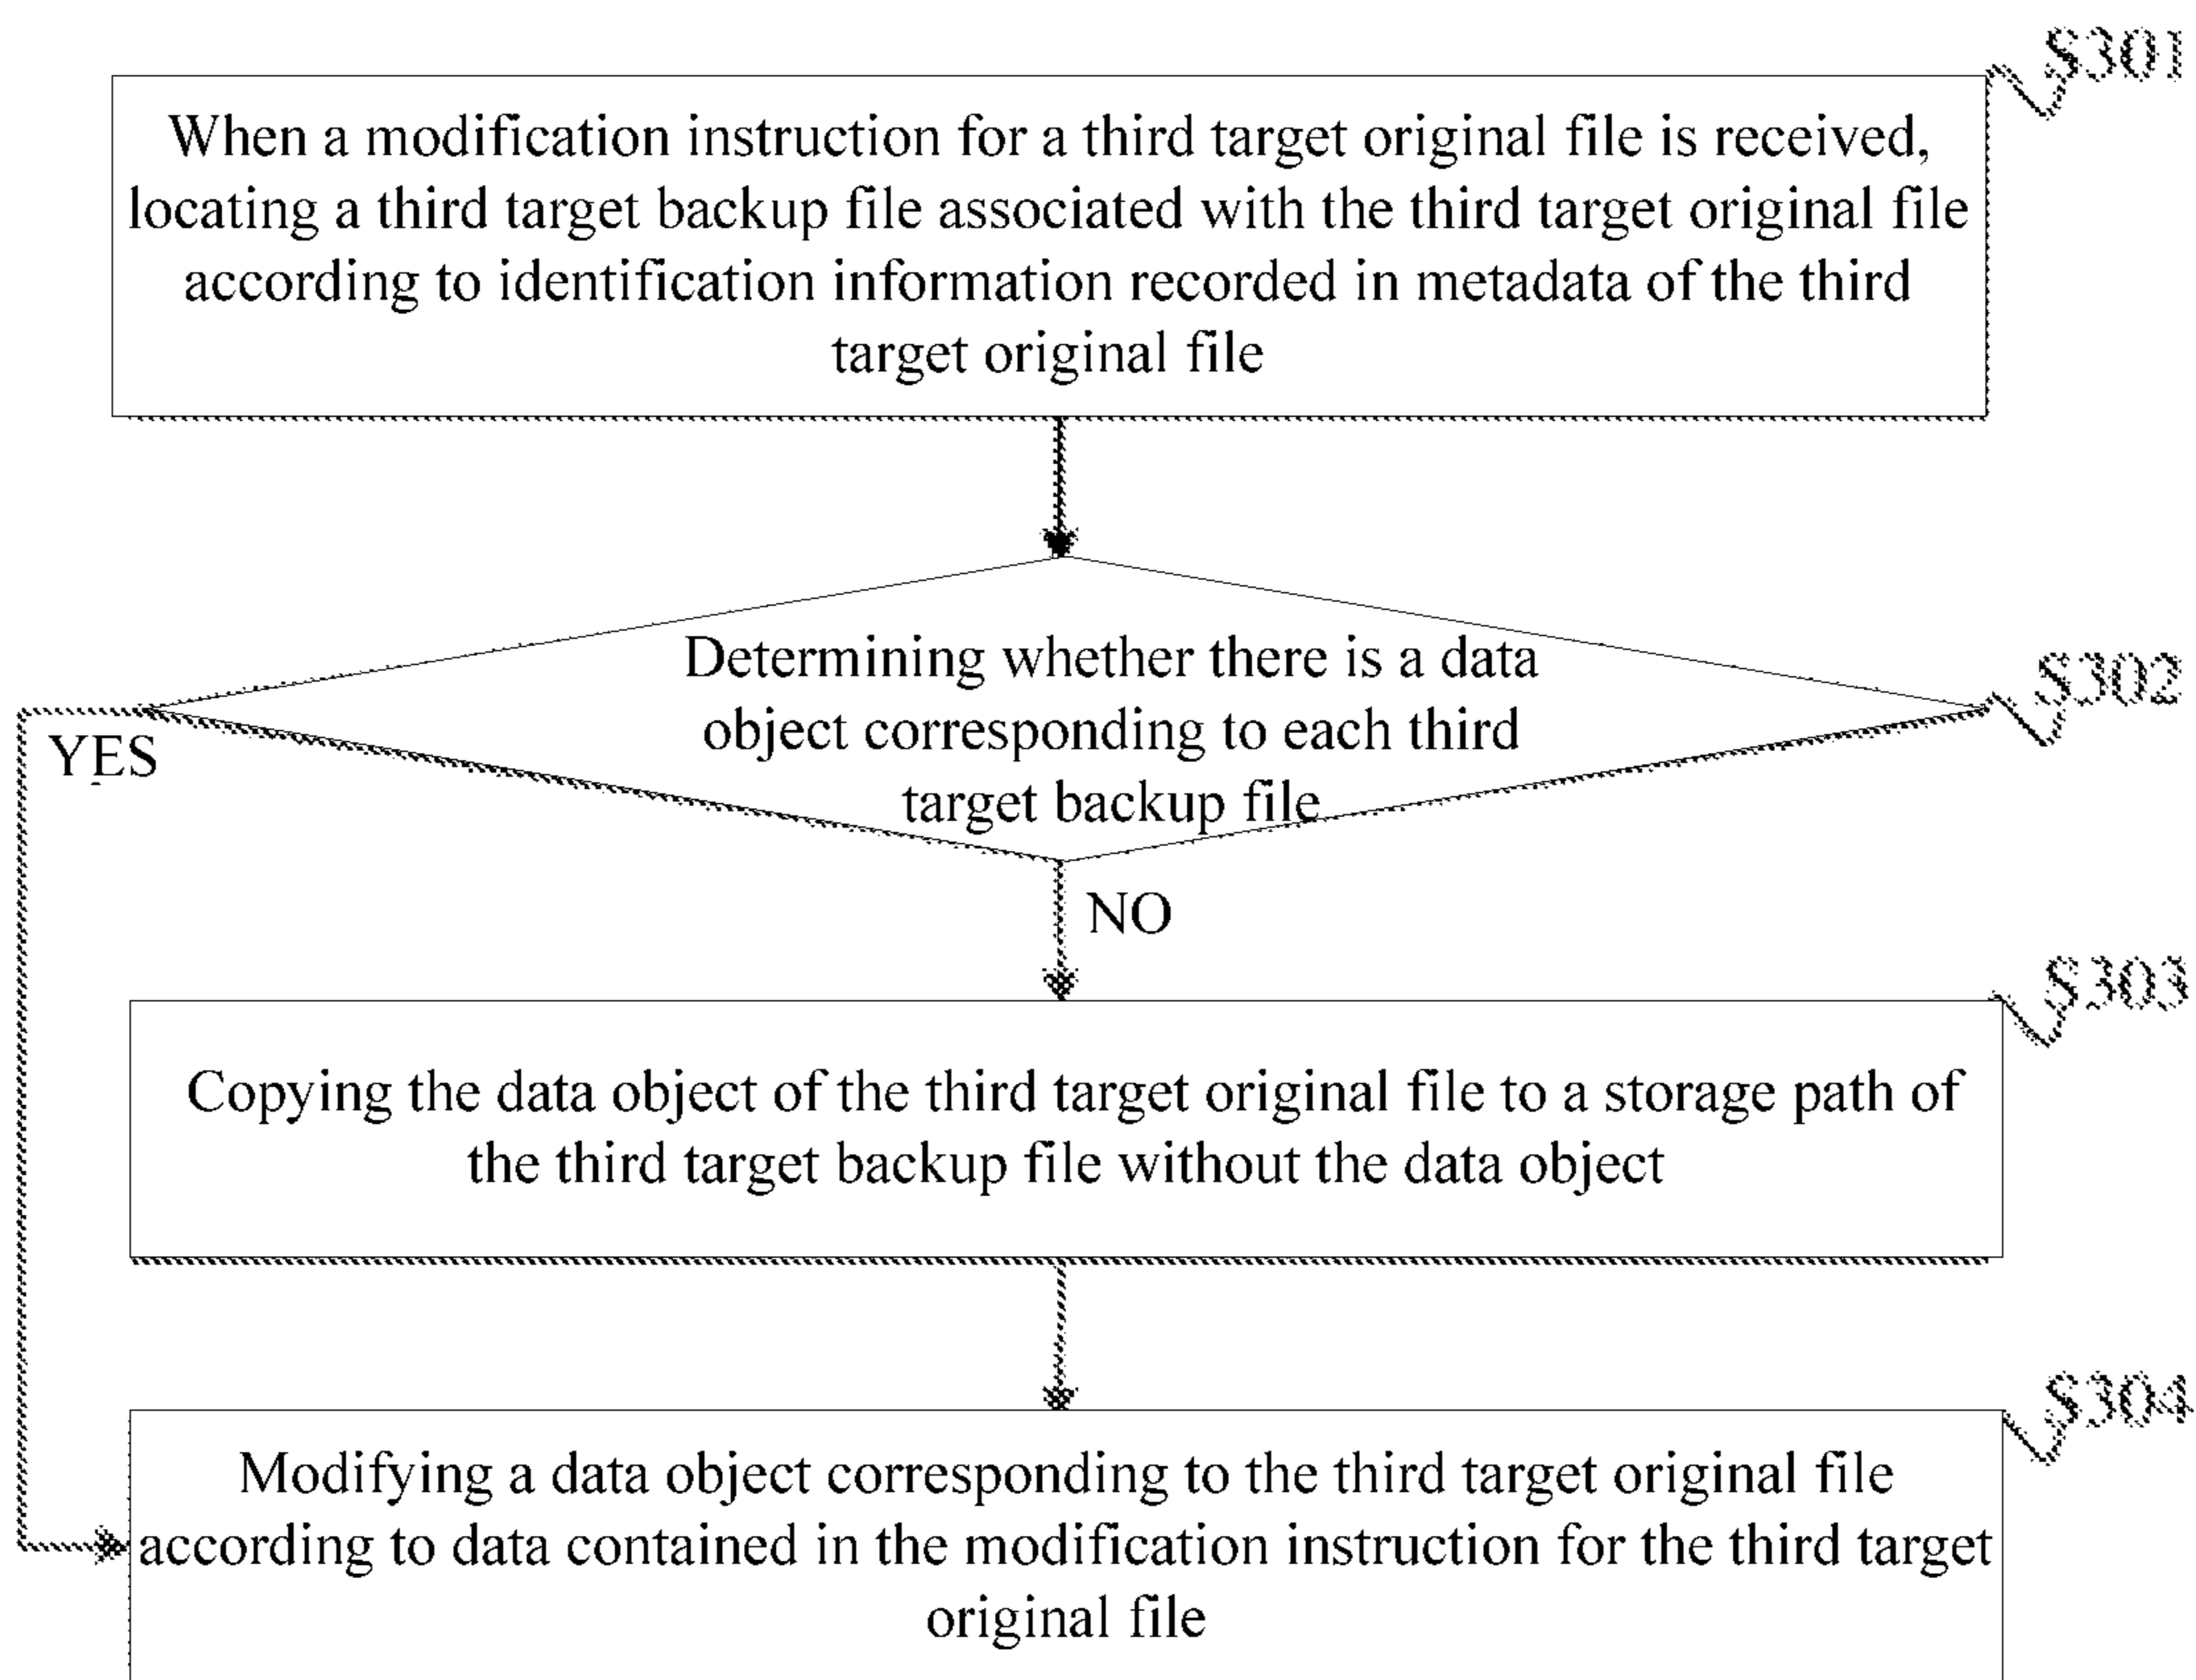 S301
When a modification instruction for a third target original file is received,
locating a third target backup file associated with the third target original file
according to identification information recorded in metadata of the third
target original file
Determining whether there is a data
object corresponding to each third
target backup file
S302
YES
NO
S303
Copying the data object of the third target original file to a storage path of
the third target backup file without the data object
S304
Modifying a data object corresponding to the third target original file
according to data contained in the modification instruction for the third target
original file